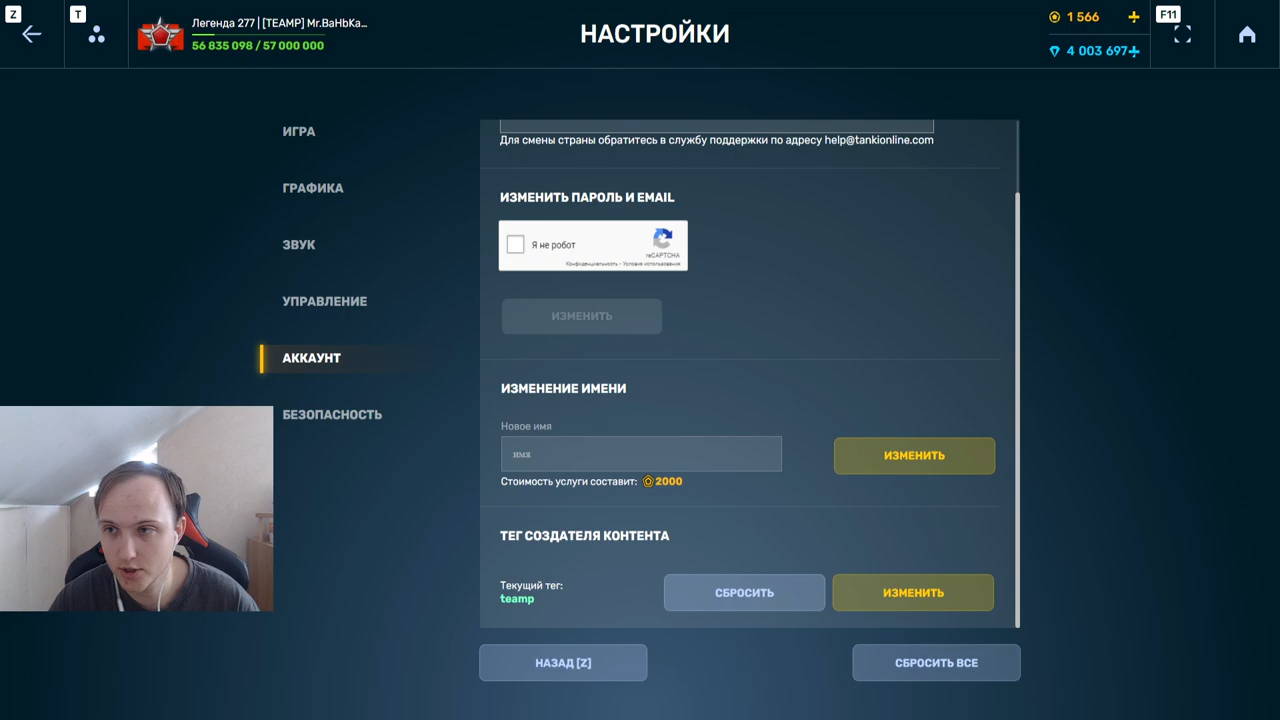 Z
T
Легенда 277 | [TEAMP] Mr.BaHbKa...
56 835 098 / 57 000 000
НАСТРОЙКИ
1 566
4 003 697
F11
ИГРА
ГРАФИКА
ЗВУК
УПРАВЛЕНИЕ
АККАУНТ
БЕЗОПАСНОСТЬ
Для смены страны обратитесь в службу поддержки по адресу help@tankionline.com
ИЗМЕНИТЬ ПАРОЛЬ И EMAIL
Я не робот
reCAPTCHA
Конфиденциальность - Условия использования
ИЗМЕНИТЬ
ИЗМЕНЕНИЕ ИМЕНИ
Новое имя
имя
ИЗМЕНИТЬ
Стоимость услуги составит: 2000
ТЕГ СОЗДАТЕЛЯ КОНТЕНТА
Текущий тег:
teamp
СБРОСИТЬ
ИЗМЕНИТЬ
НАЗАД [Z]
СБРОСИТЬ ВСЕ